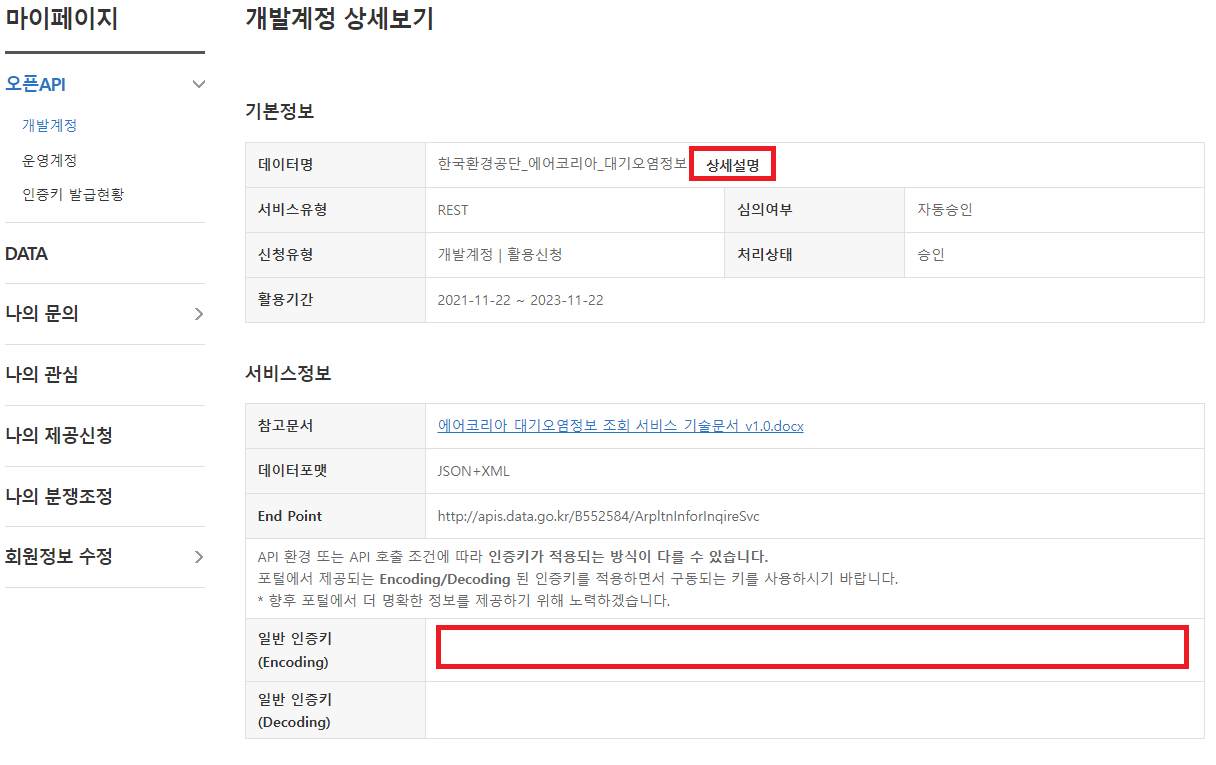 마이페이지
오픈API
개발계정
운영계정
인증키 발급현황
DATA
나의 문의
나의 관심
나의 제공신청
나의 분쟁조정
회원정보 수정
개발계정 상세보기
기본정보
데이터명 한국환경공단_에어코리아_대기오염정보 상세설명
서비스유형 REST 심의여부 자동승인
신청유형 개발계정 | 활용신청 처리상태 승인
활용기간 2021-11-22 ~ 2023-11-22
서비스정보
참고문서 에어코리아_대기오염정보_조회_서비스_기술문서_v1.0.docx
데이터포맷 JSON+XML
End Point http://apis.data.go.kr/B552584/ArpltnInforInqireSvc
API 환경 또는 API 호출 조건에 따라 인증키가 적용되는 방식이 다를 수 있습니다.
포털에서 제공되는 Encoding/Decoding 된 인증키를 적용하면서 구동되는 키를 사용하시기 바랍니다.
* 향후 포털에서 더 명확한 정보를 제공하기 위해 노력하겠습니다.
일반 인증키
(Encoding)
일반 인증키
(Decoding)